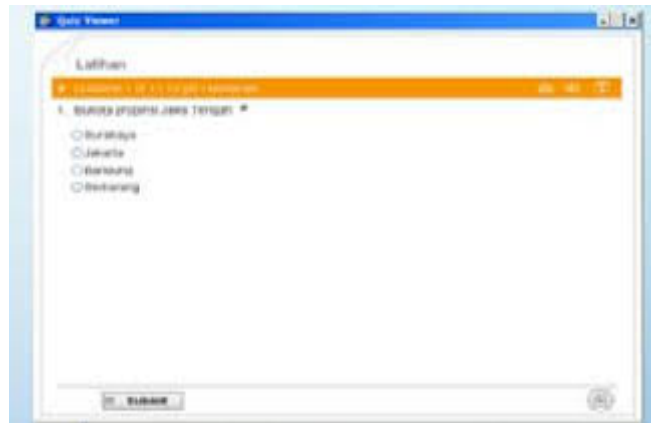 Quiz Viewer
Latihan
1. Ibukota propinsi Jawa Tengah
Surabaya
Jakarta
Bandung
Semarang
Submit